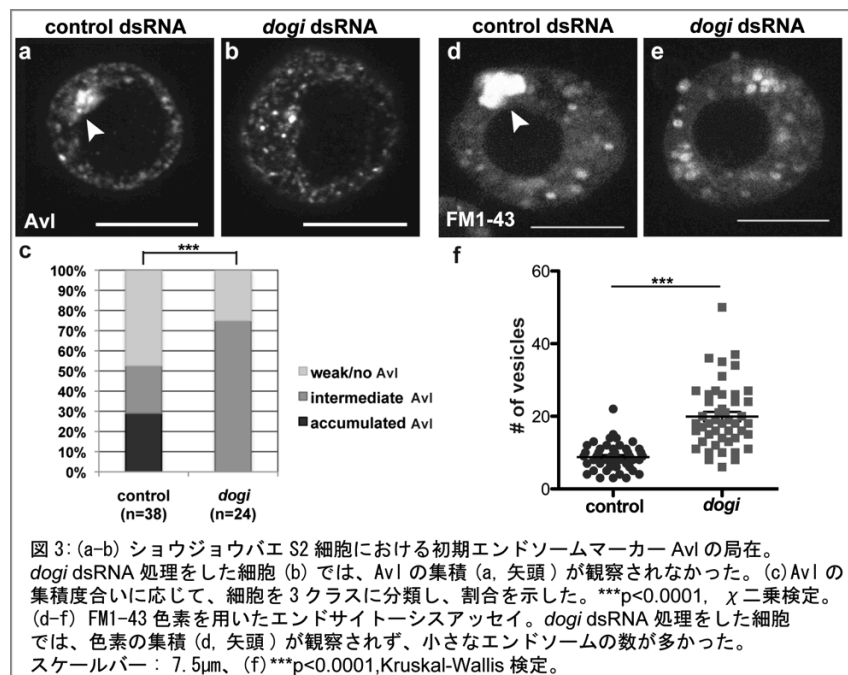 control dsRNA dogi dsRNA control dsRNA dogi dsRNA
a b d e
Avl FM1-43
c f
***
100%
90%
80%
70%
60%
50%
40%
30%
20%
10%
0%
weak/no Avl
intermediate Avl
accumulated Avl
control dogi
(n=38) (n=24)
***
# of vesicles
60
40
20
0
control dogi
図3:(a-b) ショウジョウバエ S2 細胞における初期エンドソームマーカー Avl の局在。
dogi dsRNA 処理をした細胞 (b) では、Avl の集積 (a, 矢頭) が観察されなかった。(c)Avl の
集積度合いに応じて、細胞を 3 クラスに分類し、割合を示した。***p<0.0001, χ二乗検定。
(d-f) FM1-43 色素を用いたエンドサイトーシスアッセイ。dogi dsRNA 処理をした細胞
では、色素の集積 (d, 矢頭) が観察されず、小さなエンドソームの数が多かった。
スケールバー：7.5μm、(f)***p<0.0001,Kruskal-Wallis 検定。